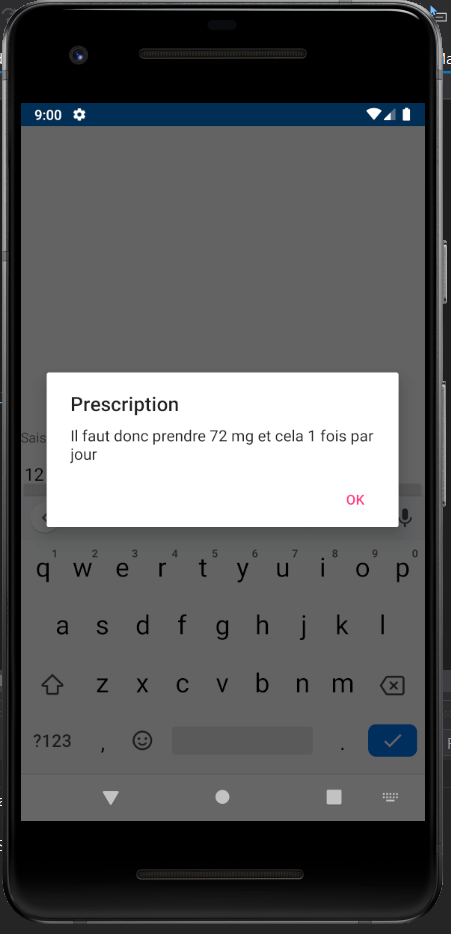 9:00
Prescription
Il faut donc prendre 72 mg et cela 1 fois par
jour
OK
Sais
12
1 2 3 4 5 6 7 8 9 0
q w e r t y u i o p
a s d f g h j k l
z x c v b n m
?123 , .